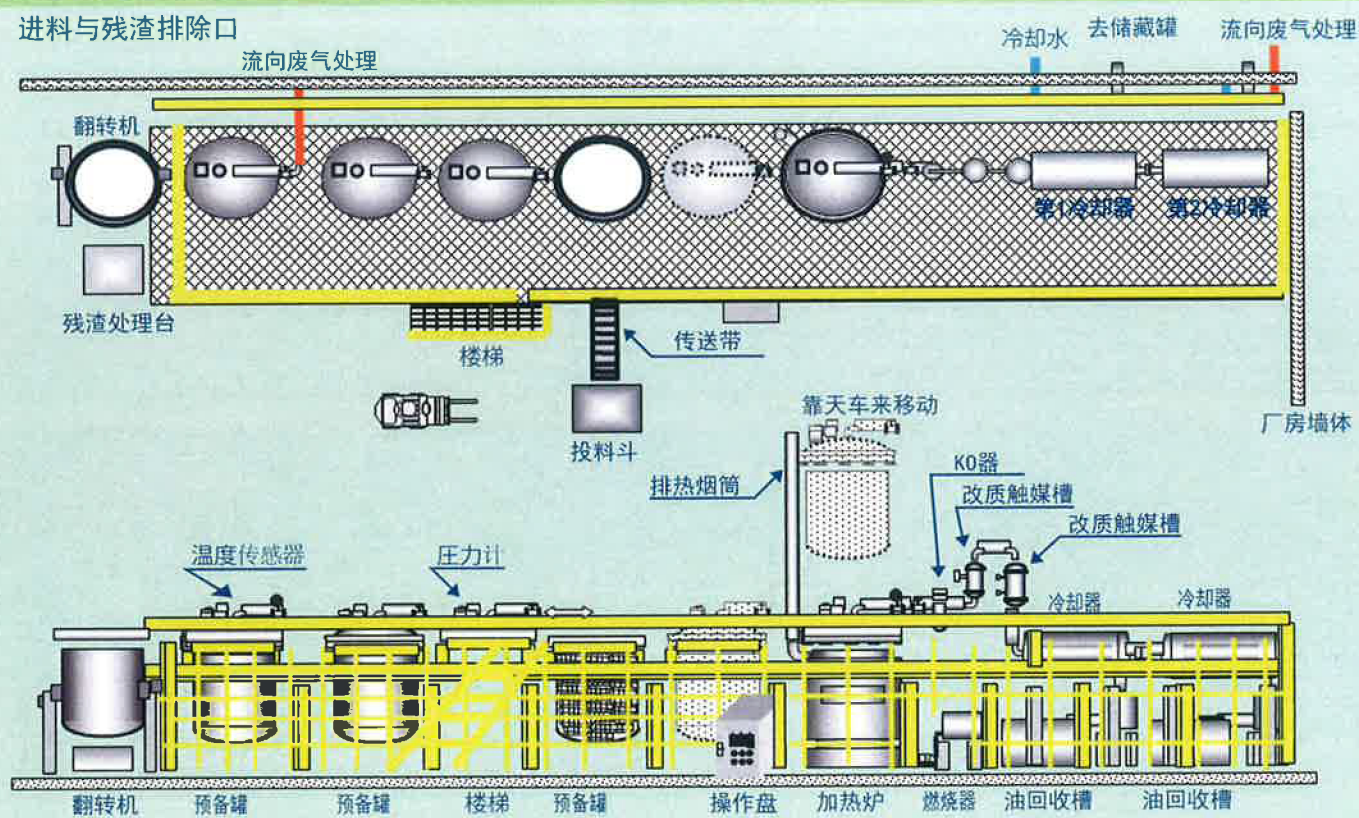 进料与残渣排除口
去储藏罐
流向废气处理
冷却水
流向废气处理
翻转机
第1冷却器
第2冷却器
残渣处理台
传送带
楼梯
靠天车来移动
厂房墙体
投料斗
KO器
排热烟筒
改质触媒槽
改质触媒槽
温度传感器
圧力计
冷却器
冷却器
翻转机
预备罐
预备罐
楼梯
预备罐
操作盘
加热炉
燃烧器
油回收槽
油回收槽